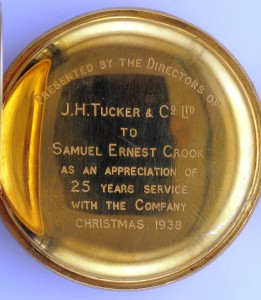 PRESENTED BY THE DIRECTORS OF
J.H. TUCKER & Co LTD
TO
SAMUEL ERNEST CROOK
AS AN APPRECIATION OF
25 YEARS SERVICE
WITH THE COMPANY
CHRISTMAS 1938